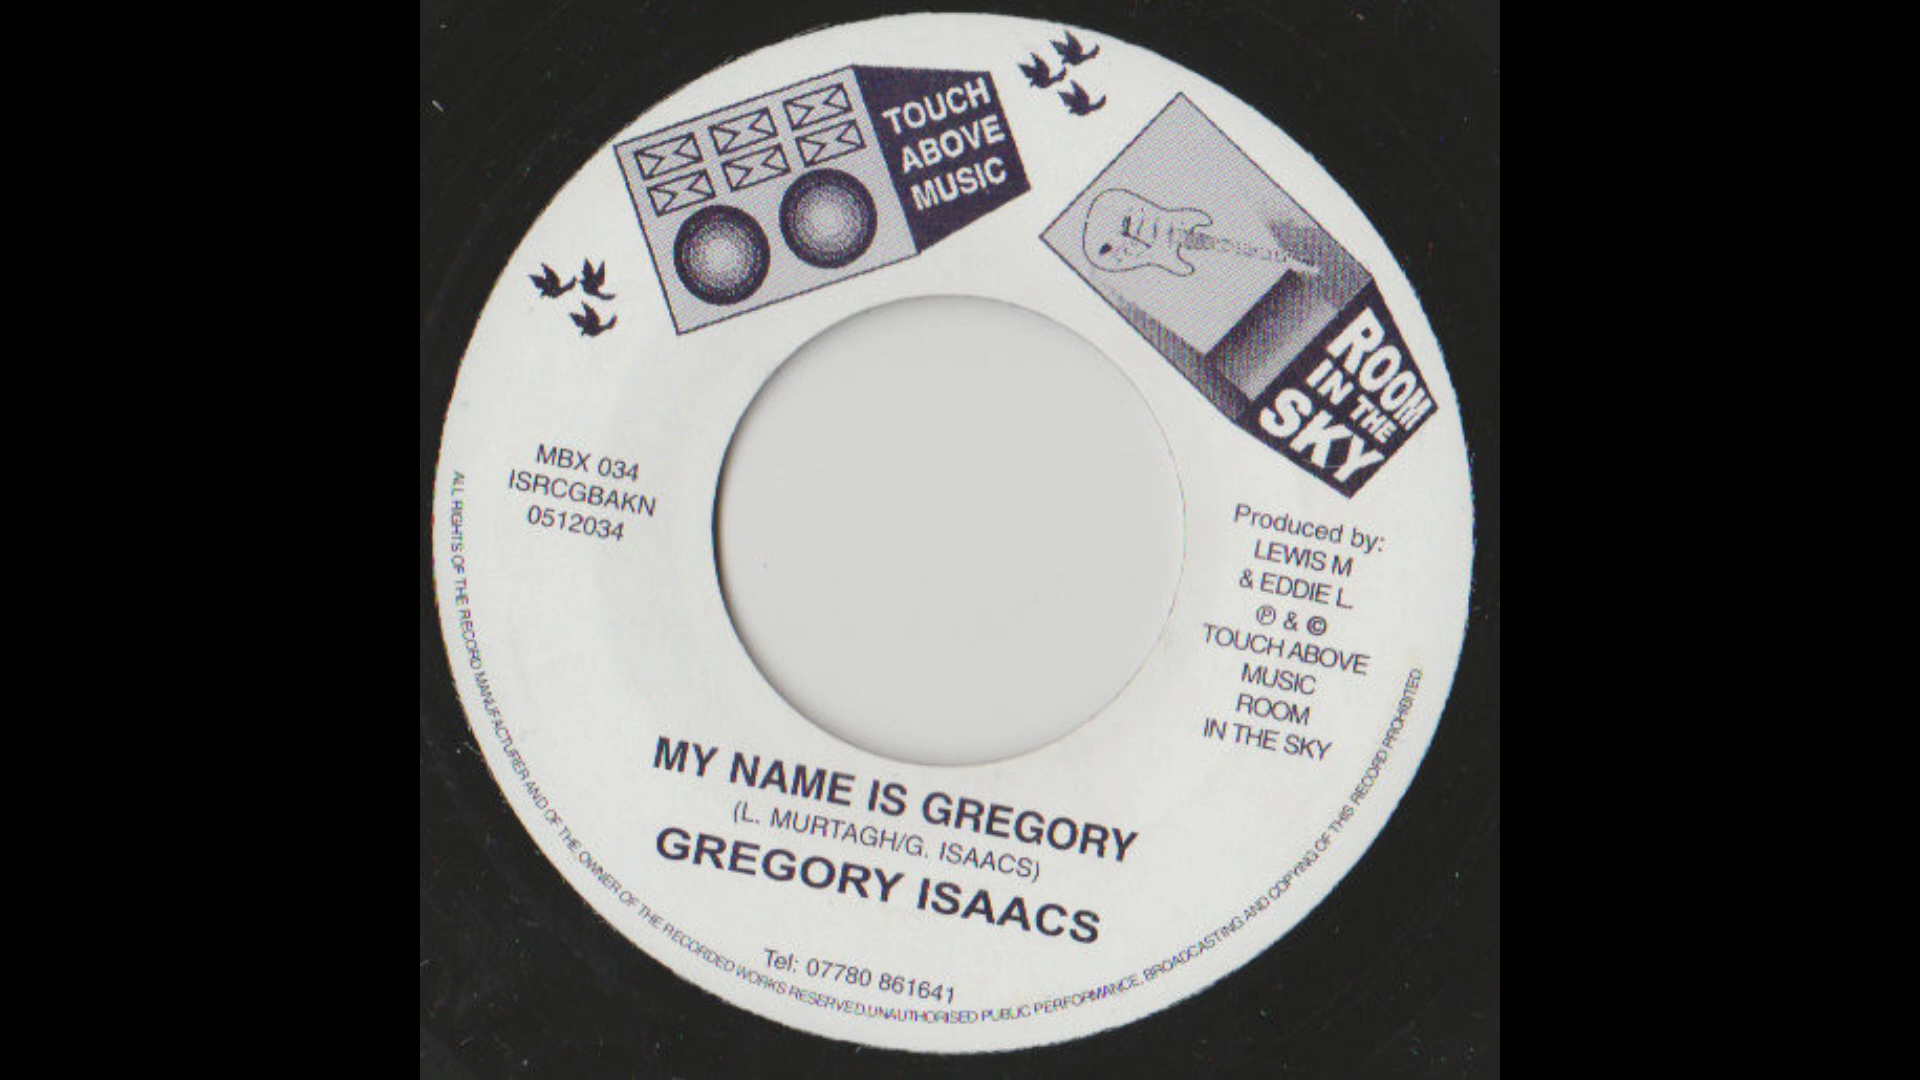 TOUCH
ABOVE
MUSIC
ROOM
IN THE
SKY
MBX 034
ISRCGBAKN
0512034
Produced by:
LEWIS M
& EDDIE L.
℗ & ©
TOUCH ABOVE
MUSIC
ROOM
IN THE SKY
MY NAME IS GREGORY
(L. MURTAGH/G. ISAACS)
GREGORY ISAACS
Tel: 07780 861641
ALL RIGHTS OF THE RECORD MANUFACTURER AND OF THE OWNER OF THE RECORDED WORKS RESERVED.UNAUTHORISED PUBLIC PERFORMANCE, BROADCASTING AND COPYING OF THIS RECORD PROHIBITED